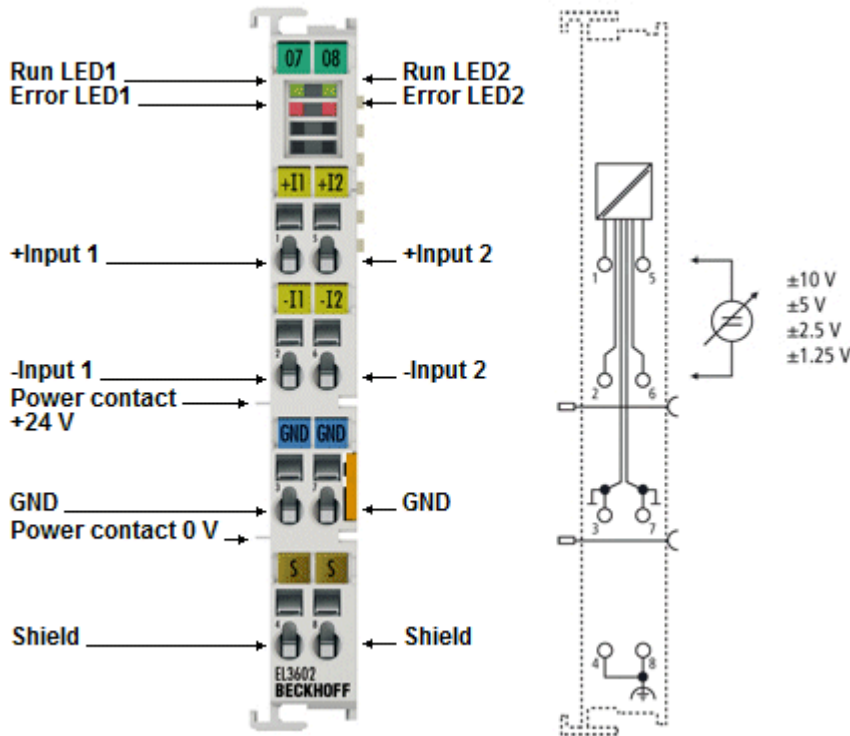 07 08
Run LED1
Run LED2
Error LED1
Error LED2
+I1 +I2
1 5
+Input 1
+Input 2
-I1 -I2
2 6
-Input 1
-Input 2
Power contact
+24 V
GND GND
3 7
GND
GND
Power contact 0 V
S S
4 8
Shield
Shield
EL3602
BECKHOFF
1 5
±10 V
±5 V
±2.5 V
±1.25 V
2 6
3 7
4 8